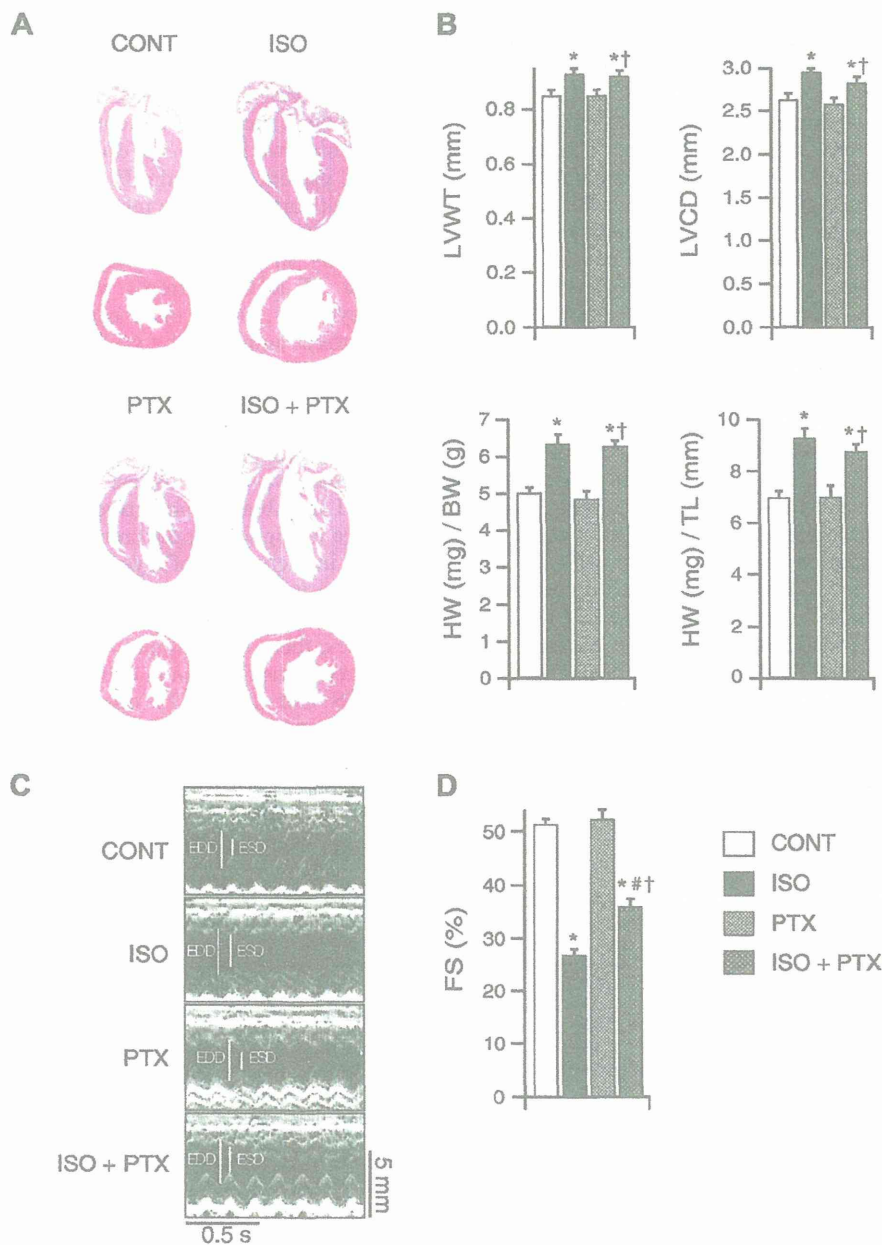 A
CONT ISO
PTX ISO + PTX
B
LVWT (mm)
0.8
0.6
0.4
0.2
0.0
* *†
LVCD (mm)
3.0
2.5
2.0
1.5
1.0
0.5
0.0
* *†
HW (mg) / BW (g)
7
6
5
4
3
2
1
0
* *†
HW (mg) / TL (mm)
10
8
6
4
2
0
* *†
C
CONT
EDD ESD
ISO
EDD ESD
PTX
EDD ESD
ISO + PTX
EDD ESD
5 mm
0.5 s
D
FS (%)
50
40
30
20
10
0
* *#†
CONT
ISO
PTX
ISO + PTX